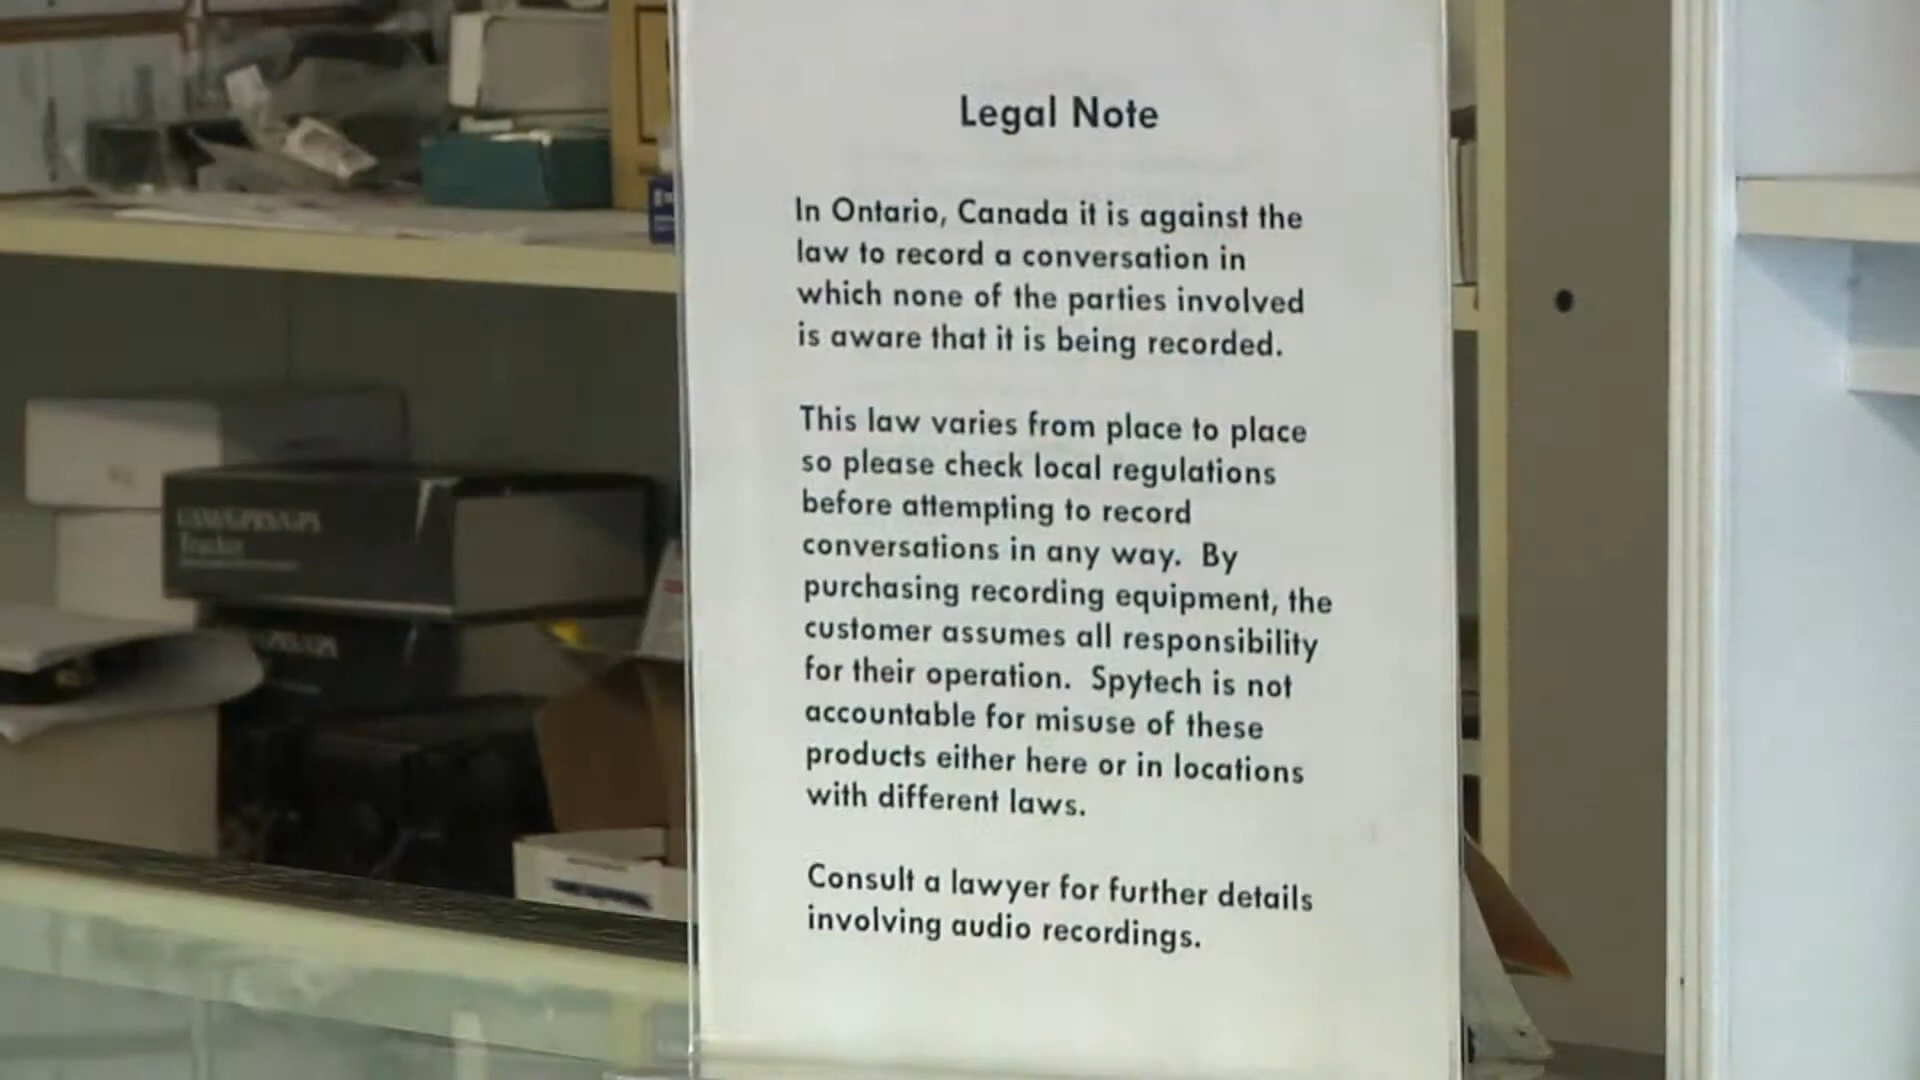 Legal Note
In Ontario, Canada it is against the
law to record a conversation in
which none of the parties involved
is aware that it is being recorded.
This law varies from place to place
so please check local regulations
before attempting to record
conversations in any way.  By
purchasing recording equipment, the
customer assumes all responsibility
for their operation.  Spytech is not
accountable for misuse of these
products either here or in locations
with different laws.
Consult a lawyer for further details
involving audio recordings.
Tracker